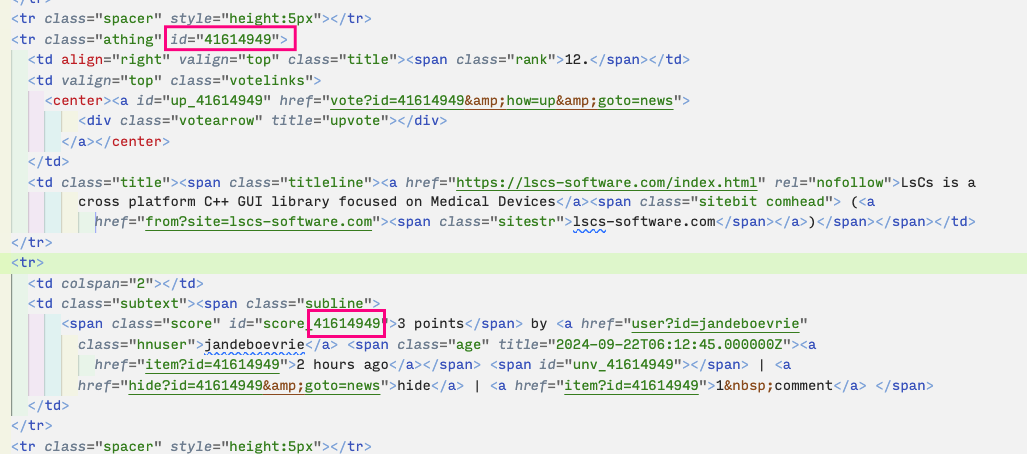 </tr>
<tr class="spacer" style="height:5px"></tr>
<tr class="athing" id="41614949">
<td align="right" valign="top" class="title"><span class="rank">12.</span></td>
<td valign="top" class="votelinks">
<center><a id="up_41614949" href="vote?id=41614949&amp;how=up&amp;goto=news">
<div class="votearrow" title="upvote"></div>
</a></center>
</td>
<td class="title"><span class="titleline"><a href="https://lscs-software.com/index.html" rel="nofollow">LsCs is a
cross platform C++ GUI library focused on Medical Devices</a><span class="sitebit comhead"> (<a
href="from?site=lscs-software.com"><span class="sitestr">lscs-software.com</span></a>)</span></span></td>
</tr>
<tr>
<td colspan="2"></td>
<td class="subtext"><span class="subline">
<span class="score" id="score_41614949">3 points</span> by <a href="user?id=jandeboevrie"
class="hnuser">jandeboevrie</a> <span class="age" title="2024-09-22T06:12:45.000000Z"><a
href="item?id=41614949">2 hours ago</a></span> <span id="unv_41614949"></span> | <a
href="hide?id=41614949&amp;goto=news">hide</a> | <a href="item?id=41614949">1&nbsp;comment</a> </span>
</td>
</tr>
<tr class="spacer" style="height:5px"></tr>